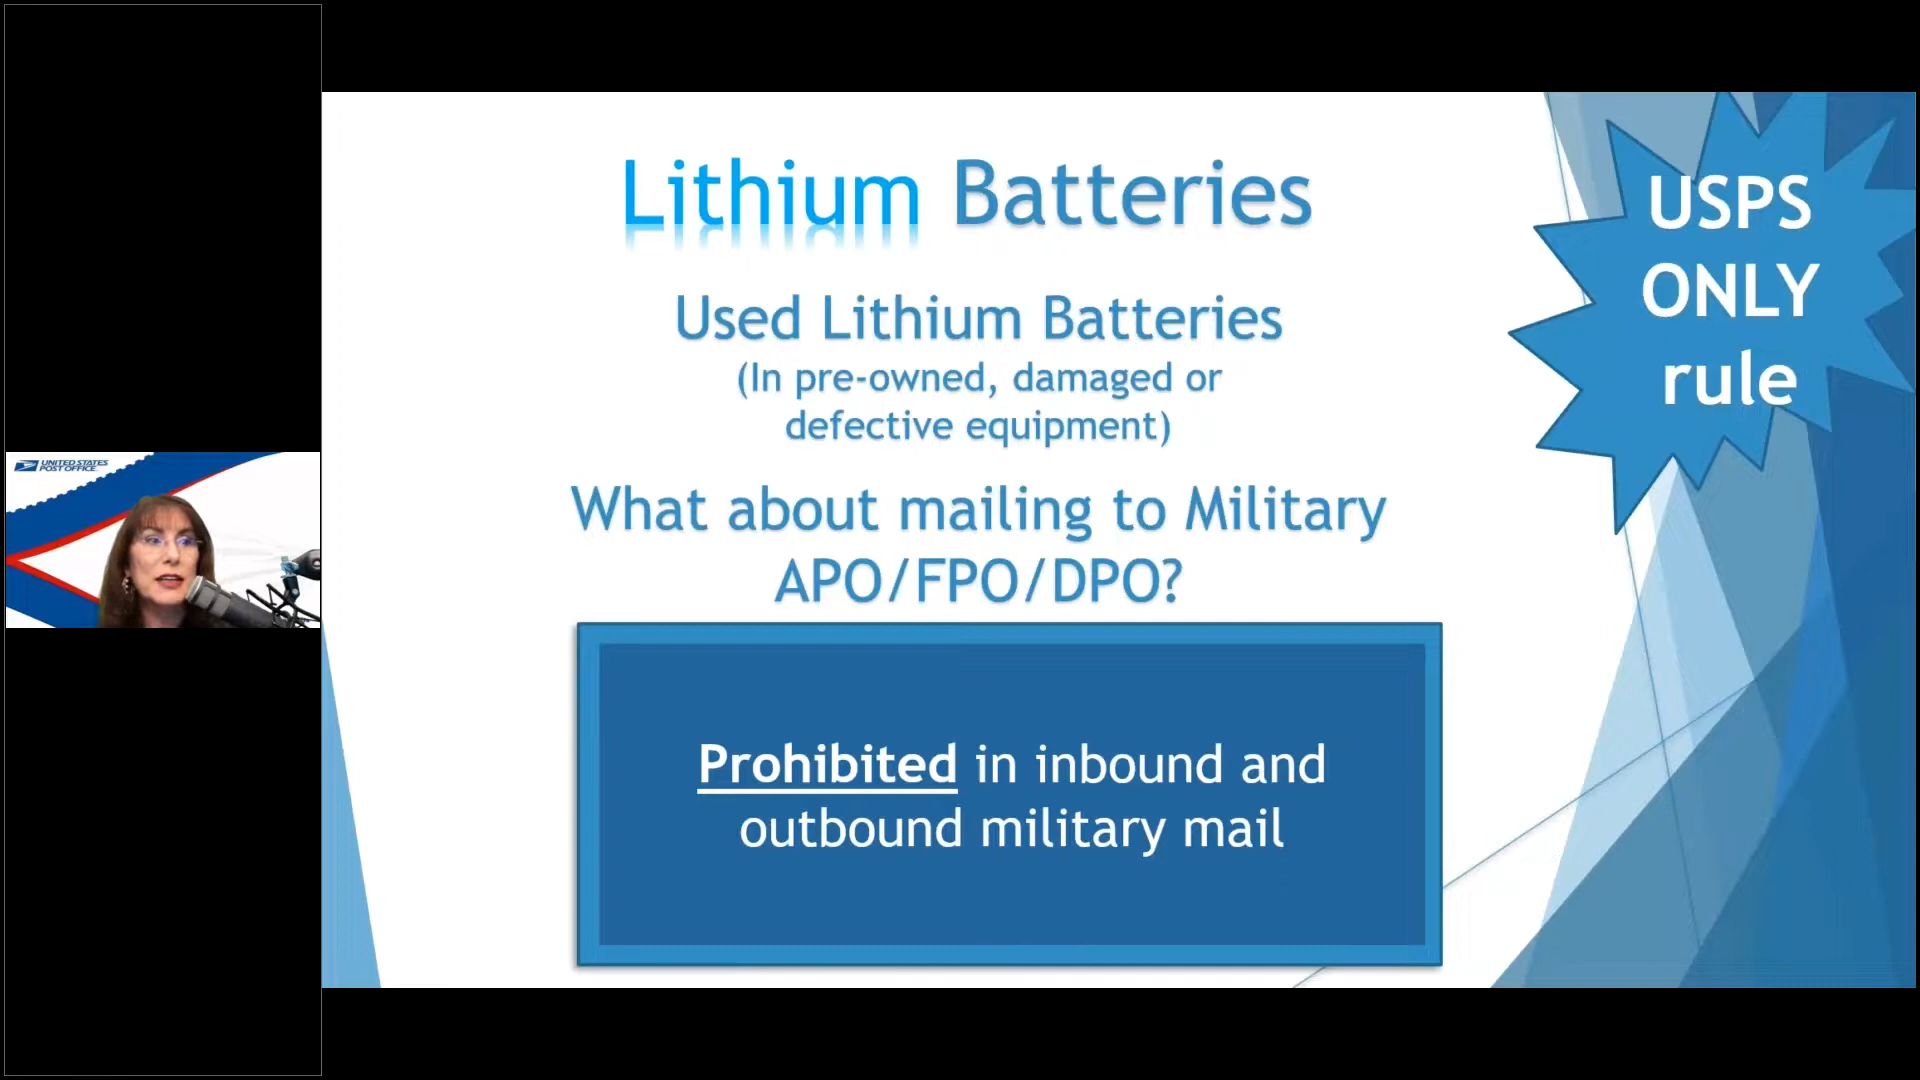 Lithium Batteries
Used Lithium Batteries
(In pre-owned, damaged or
defective equipment)
What about mailing to Military
APO/FPO/DPO?
Prohibited in inbound and
outbound military mail
USPS
ONLY
rule
UNITED STATES
POST OFFICE